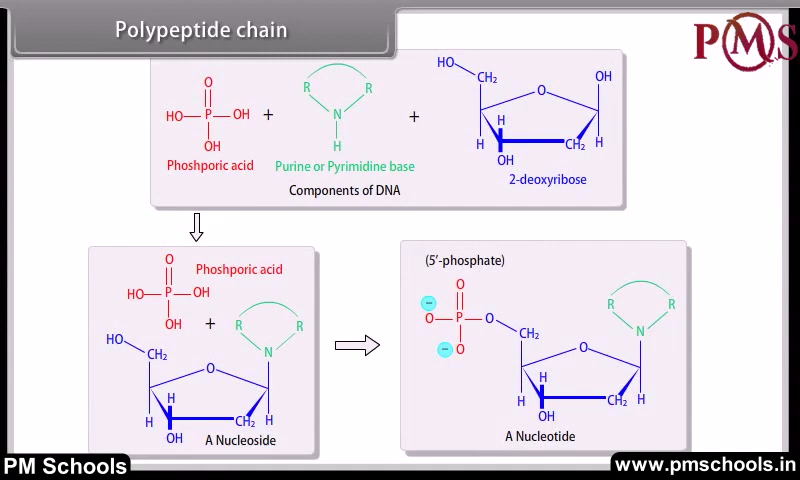 Polypeptide chain
PMS
O
HO P OH
OH
Phoshporic acid
+
R R
N
H
Purine or Pyrimidine base
+
HO
CH₂
O
OH
H
H
OH
CH₂
H
2-deoxyribose
Components of DNA
O
HO P OH
OH
Phoshporic acid
+
R R
N
HO
CH₂
O
H
H
OH
CH₂
H
A Nucleoside
(5'-phosphate)
O
O P O
O
CH₂
O
R R
N
H
H
OH
CH₂
H
A Nucleotide
PM Schools
www.pmschools.in